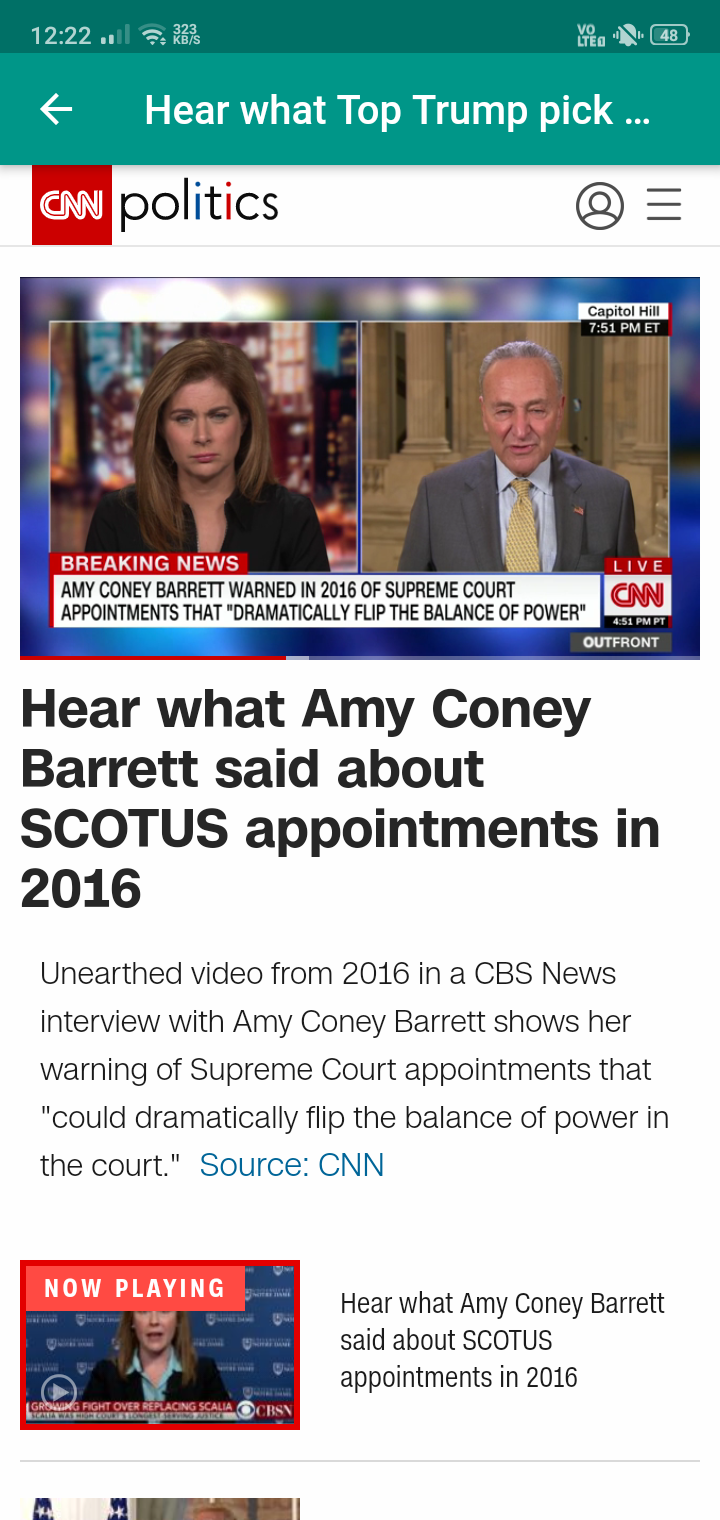 12:22
323
KB/S
VO
LTE
48
Hear what Top Trump pick ...
CNN politics
Capitol Hill
7:51 PM ET
BREAKING NEWS
AMY CONEY BARRETT WARNED IN 2016 OF SUPREME COURT
APPOINTMENTS THAT "DRAMATICALLY FLIP THE BALANCE OF POWER"
LIVE
CNN
4:51 PM PT
OUTFRONT
Hear what Amy Coney
Barrett said about
SCOTUS appointments in
2016
Unearthed video from 2016 in a CBS News
interview with Amy Coney Barrett shows her
warning of Supreme Court appointments that
"could dramatically flip the balance of power in
the court." Source: CNN
NOW PLAYING
GROWING FIGHT OVER REPLACING SCALIA
SCALIA WAS HIGH COURT'S LONGEST-SERVING JUSTICE
CBSN
Hear what Amy Coney Barrett
said about SCOTUS
appointments in 2016